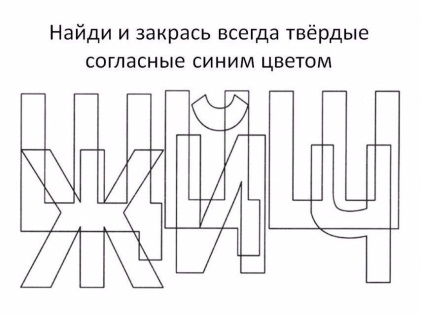 Найди и закрась всегда твёрдые
согласные синим цветом
Щ Ж Ц Й Ш Ч